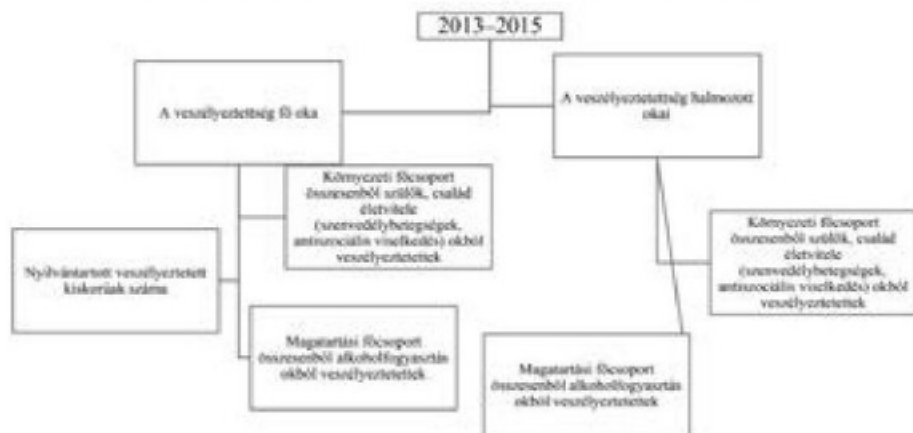 2013–2015
A veszélyeztettség fő oka
A veszélyeztetettség halmozott
okai
Környezeti főcsoport
összesenből szülők, család
életvitele
(szenvedélybetegségek,
antiszociális viselkedés) okból
veszélyeztetettek
Nyilvántartott veszélyeztetett
kiskorúak száma
Magatartási főcsoport
összesenből alkoholfogyasztás
okból veszélyeztetettek
Környezeti főcsoport
összesenből szülők, család
életvitele
(szenvedélybetegségek,
antiszociális viselkedés) okból
veszélyeztetettek
Magatartási főcsoport
összesenből alkoholfogyasztás
okból veszélyeztetettek